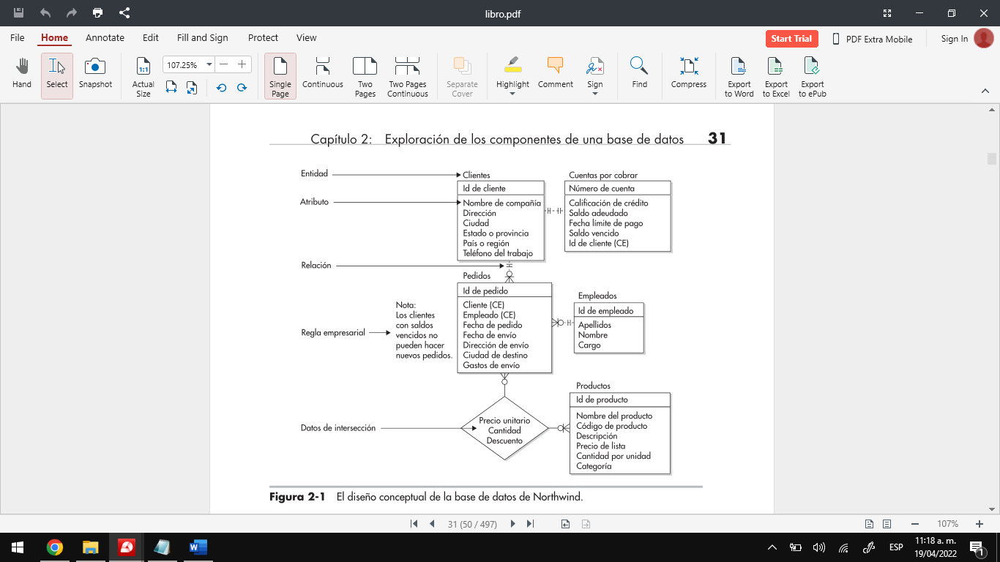 libro.pdf
File
Home
Annotate
Edit
Fill and Sign
Protect
View
Start Trial
PDF Extra Mobile
Sign In
Hand
Select
Snapshot
1:1
Actual
Size
107.25%
Single
Page
Continuous
Two
Pages
Two Pages
Continuous
Separate
Cover
Highlight
Comment
Sign
Find
Compress
Export
to Word
Export
to Excel
Export
to ePub
Capítulo 2: Exploración de los componentes de una base de datos 31
Entidad
Clientes
Id de cliente
Atributo
Nombre de compañía
Dirección
Ciudad
Estado o provincia
País o región
Teléfono del trabajo
Cuentas por cobrar
Número de cuenta
Calificación de crédito
Saldo adeudado
Fecha límite de pago
Saldo vencido
Id de cliente (CE)
Relación
Pedidos
Id de pedido
Cliente (CE)
Empleado (CE)
Fecha de pedido
Fecha de envío
Dirección de envío
Ciudad de destino
Gastos de envío
Empleados
Id de empleado
Apellidos
Nombre
Cargo
Regla empresarial
Nota:
Los clientes
con saldos
vencidos no
pueden hacer
nuevos pedidos.
Datos de intersección
Precio unitario
Cantidad
Descuento
Productos
Id de producto
Nombre del producto
Código de producto
Descripción
Precio de lista
Cantidad por unidad
Categoría
Figura 2-1 El diseño conceptual de la base de datos de Northwind.
31 (50 / 497)
107%
W
ESP
11:18 a. m.
19/04/2022
1